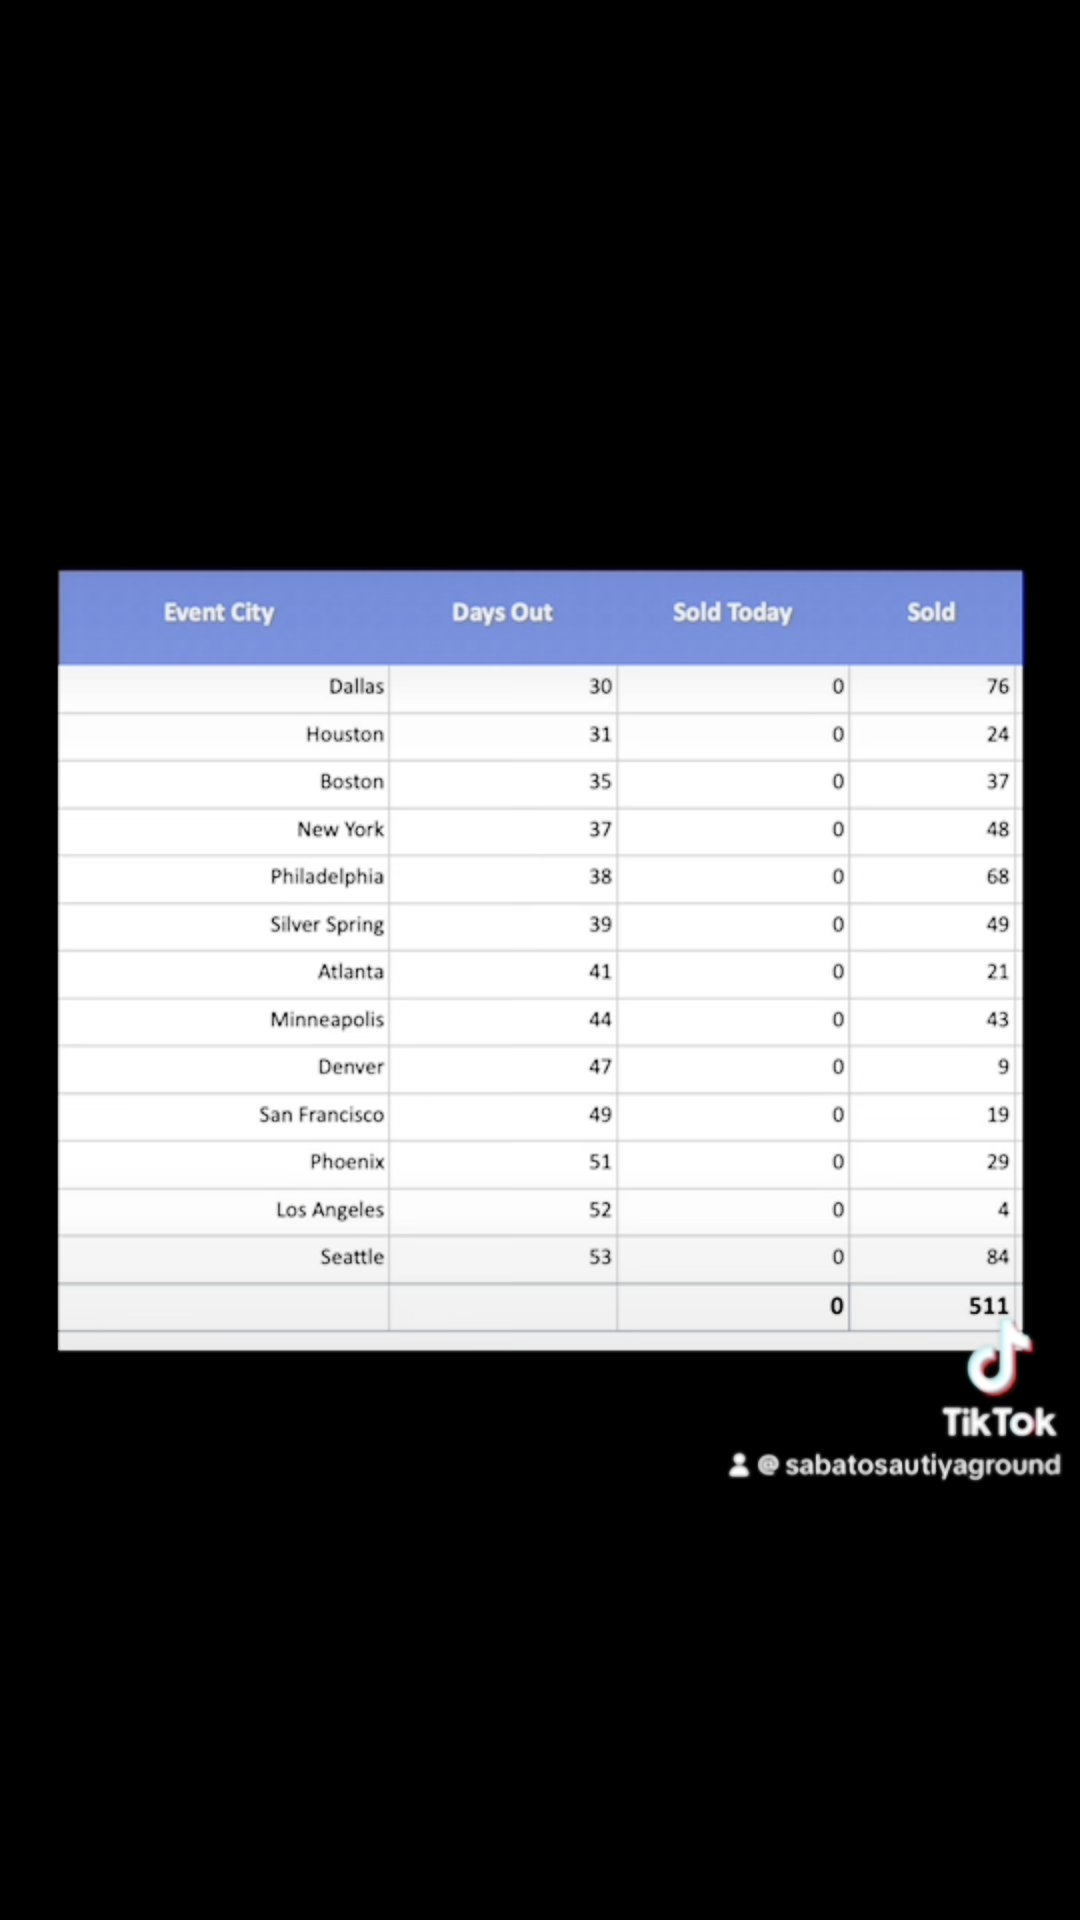 Event City Days Out Sold Today Sold
Dallas 30 0 76
Houston 31 0 24
Boston 35 0 37
New York 37 0 48
Philadelphia 38 0 68
Silver Spring 39 0 49
Atlanta 41 0 21
Minneapolis 44 0 43
Denver 47 0 9
San Francisco 49 0 19
Phoenix 51 0 29
Los Angeles 52 0 4
Seattle 53 0 84
0 511
TikTok
@ sabatosautiyaground